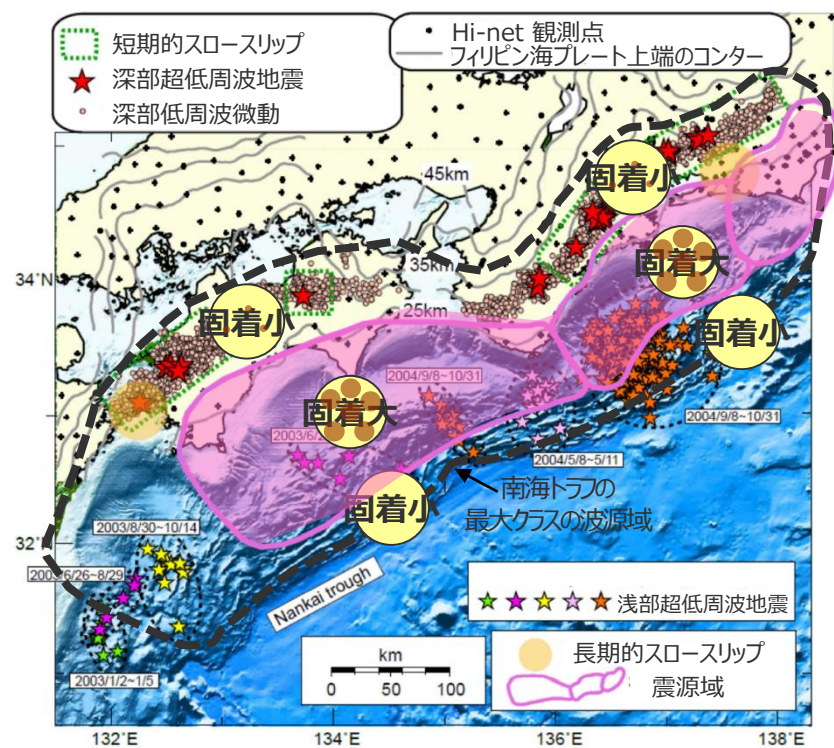 短期的スロースリップ
深部超低周波地震
深部低周波微動
Hi-net 観測点
フィリピン海プレート上端のコンター
45km
固着小
34°N
35km
固着大
25km
固着小
固着小
2004/9/8~10/31
固着大
2003/6/2
2004/9/8~10/31
2004/5/8~5/11
南海トラフの
最大クラスの波源域
固着小
2003/8/30~10/14
32°N
2003/6/26~8/29
Nankai trough
浅部超低周波地震
km
0 50 100
長期的スロースリップ
震源域
2003/1/2~1/5
132°E
134°E
136°E
138°E